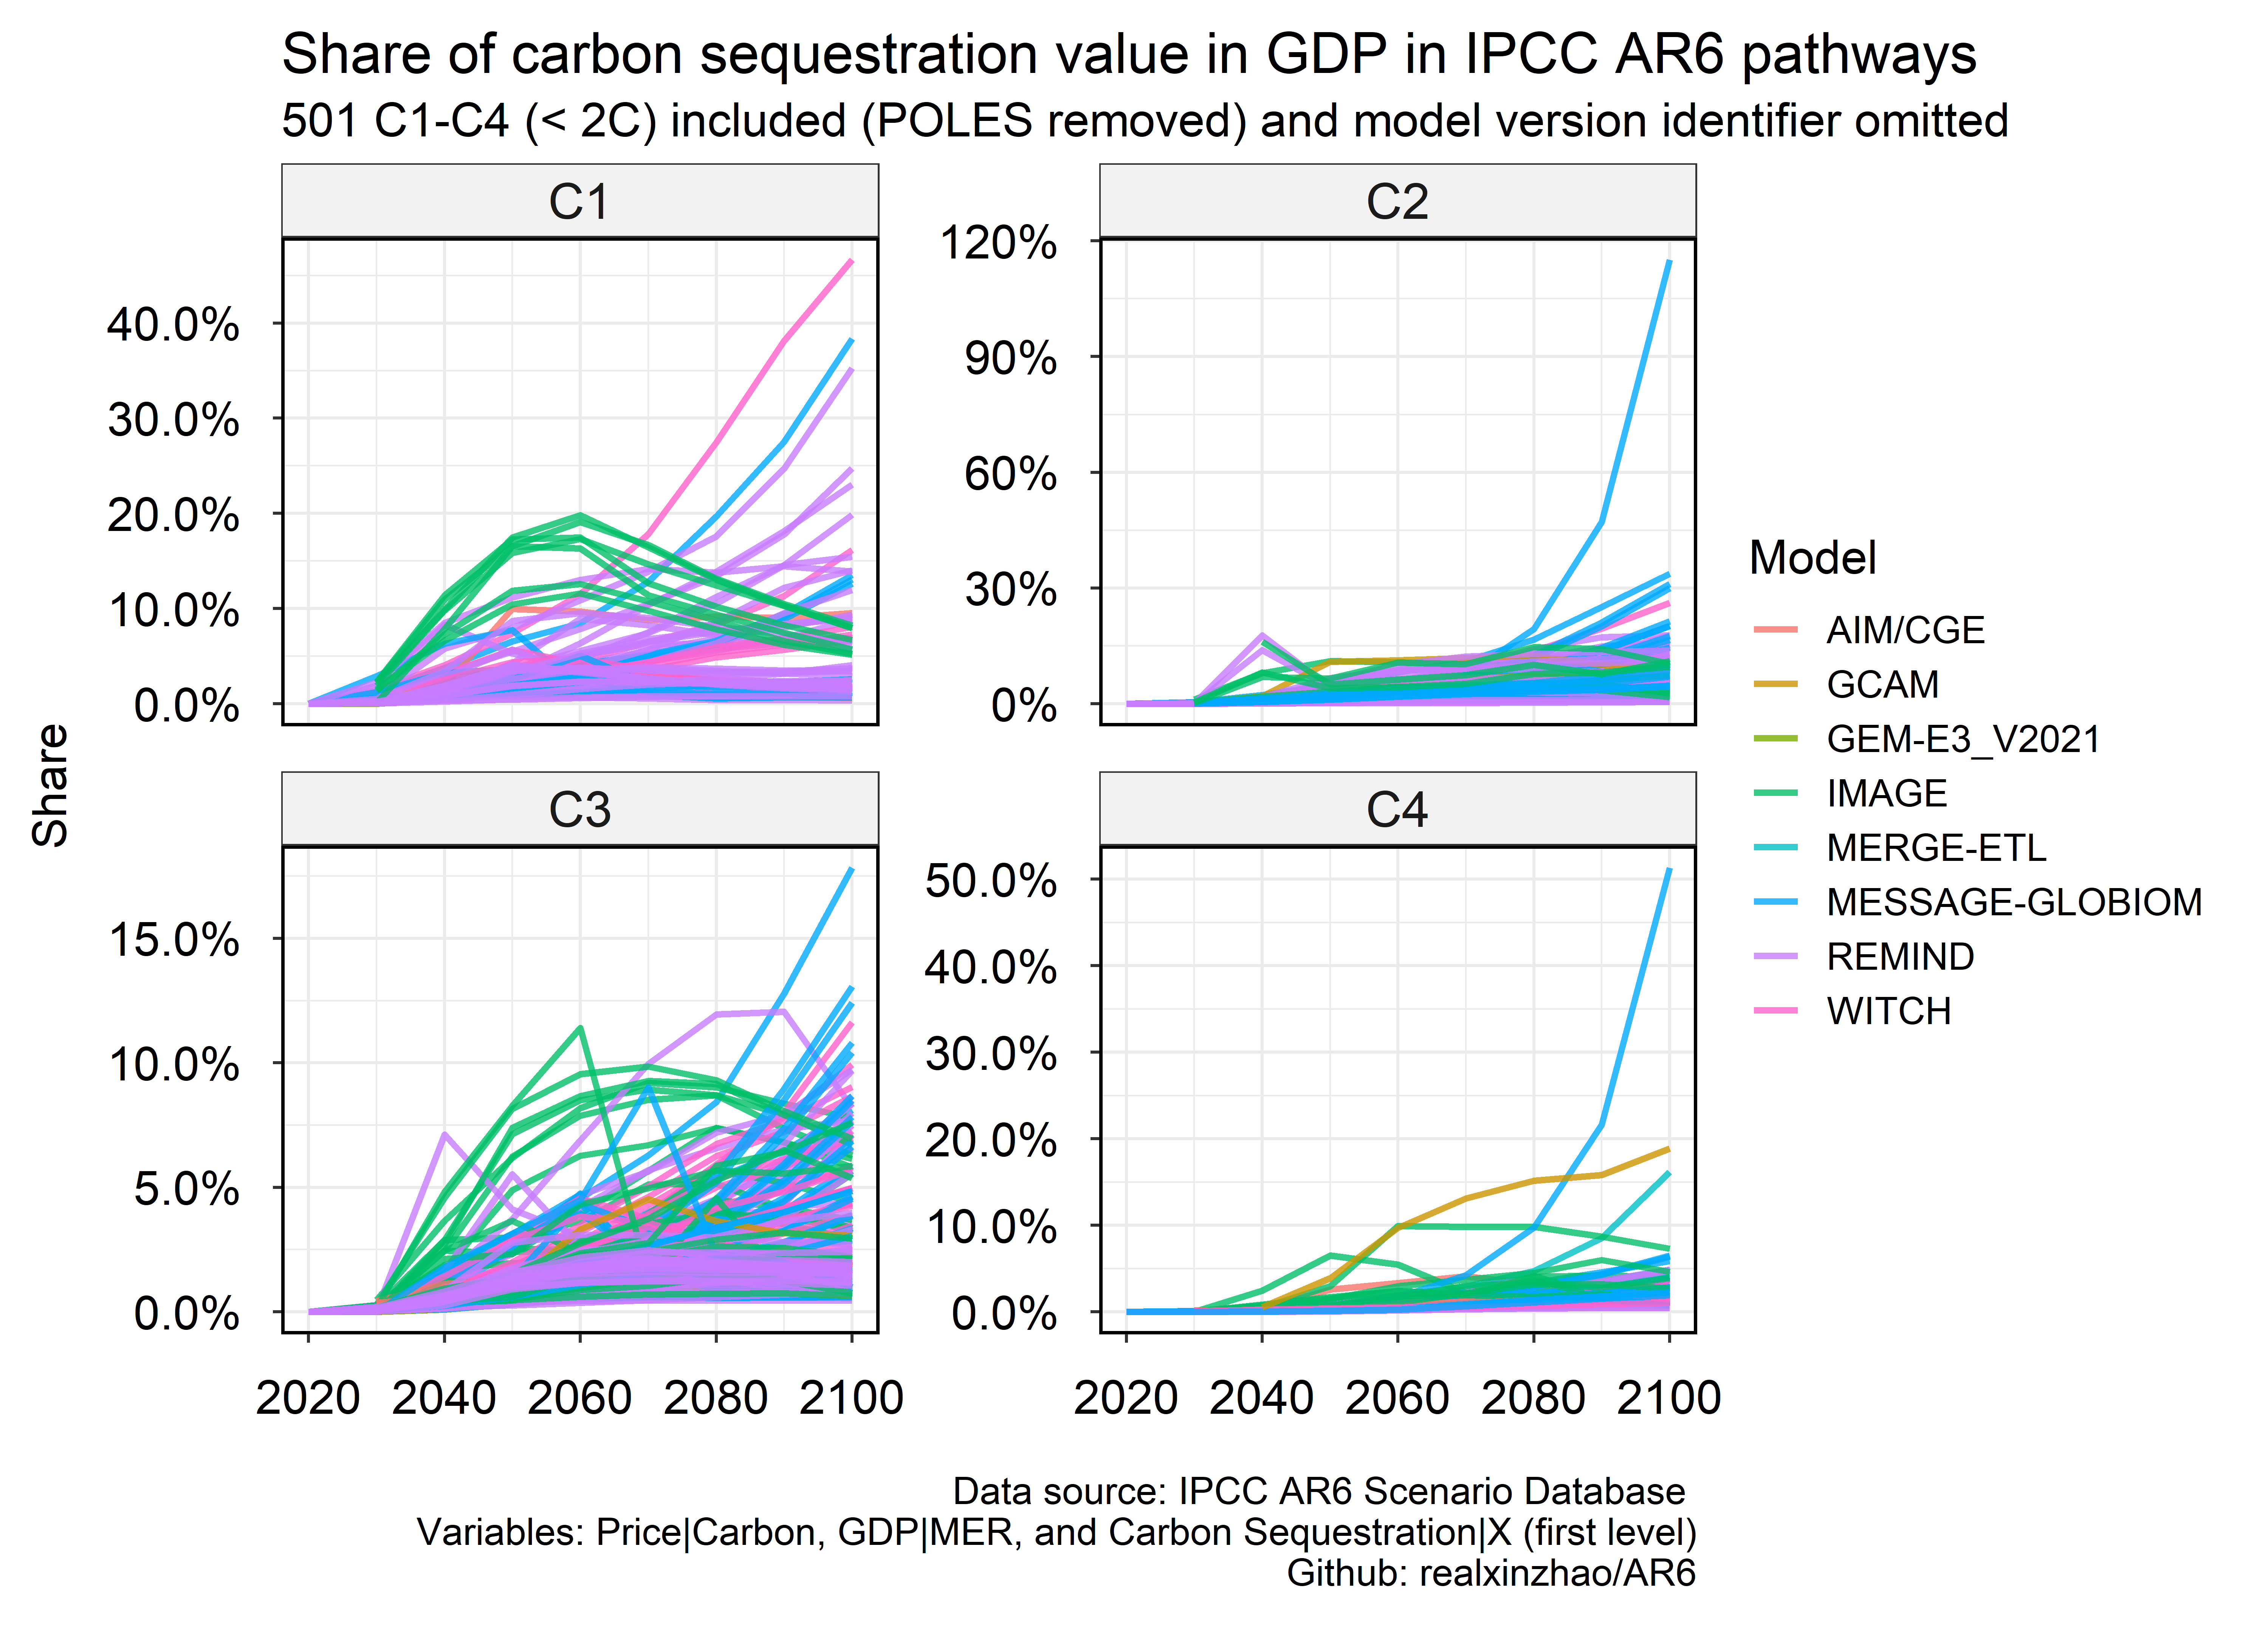 Share of carbon sequestration value in GDP in IPCC AR6 pathways
501 C1-C4 (< 2C) included (POLES removed) and model version identifier omitted
C1
C2
40.0%
30.0%
20.0%
10.0%
0.0%
120%
90%
60%
30%
0%
Share
C3
C4
15.0%
10.0%
5.0%
0.0%
50.0%
40.0%
30.0%
20.0%
10.0%
0.0%
2020 2040 2060 2080 2100
2020 2040 2060 2080 2100
Model
AIM/CGE
GCAM
GEM-E3_V2021
IMAGE
MERGE-ETL
MESSAGE-GLOBIOM
REMIND
WITCH
Data source: IPCC AR6 Scenario Database
Variables: Price|Carbon, GDP|MER, and Carbon Sequestration|X (first level)
Github: realxinzhao/AR6